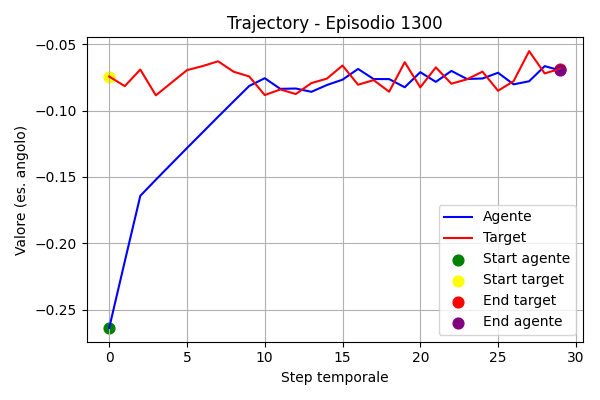 Trajectory - Episodio 1300
Valore (es. angolo)
−0.05
−0.10
−0.15
−0.20
−0.25
0 5 10 15 20 25 30
Step temporale
Agente
Target
Start agente
Start target
End target
End agente